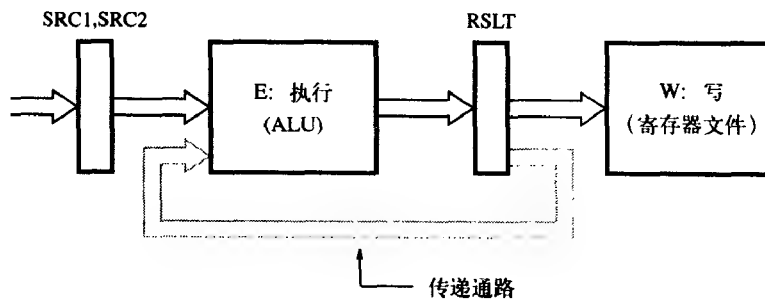 SRC1,SRC2
RSLT
E: 执行
(ALU)
W: 写
(寄存器文件)
传递通路